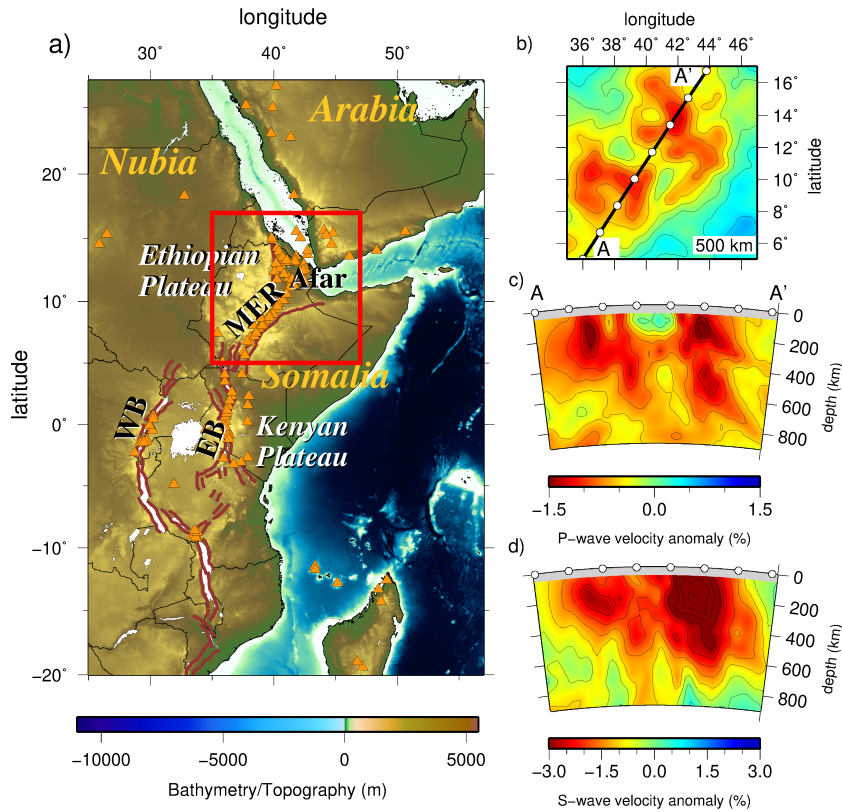 longitude
a)
30˚ 40˚ 50˚
latitude
20˚
10˚
0˚
−10˚
−20˚
Arabia
Nubia
Ethiopian
Plateau
Afar
MER
Somalia
WB
EB
Kenyan
Plateau
−10000 −5000 0 5000
Bathymetry/Topography (m)
b)
longitude
36˚ 38˚ 40˚ 42˚ 44˚ 46˚
A'
16˚
14˚
12˚
10˚
8˚
6˚
latitude
A
500 km
c)
A A'
0
200
400
600
800
depth (km)
−1.5 0.0 1.5
P−wave velocity anomaly (%)
d)
0
200
400
600
800
depth (km)
−3.0 −1.5 0.0 1.5 3.0
S−wave velocity anomaly (%)